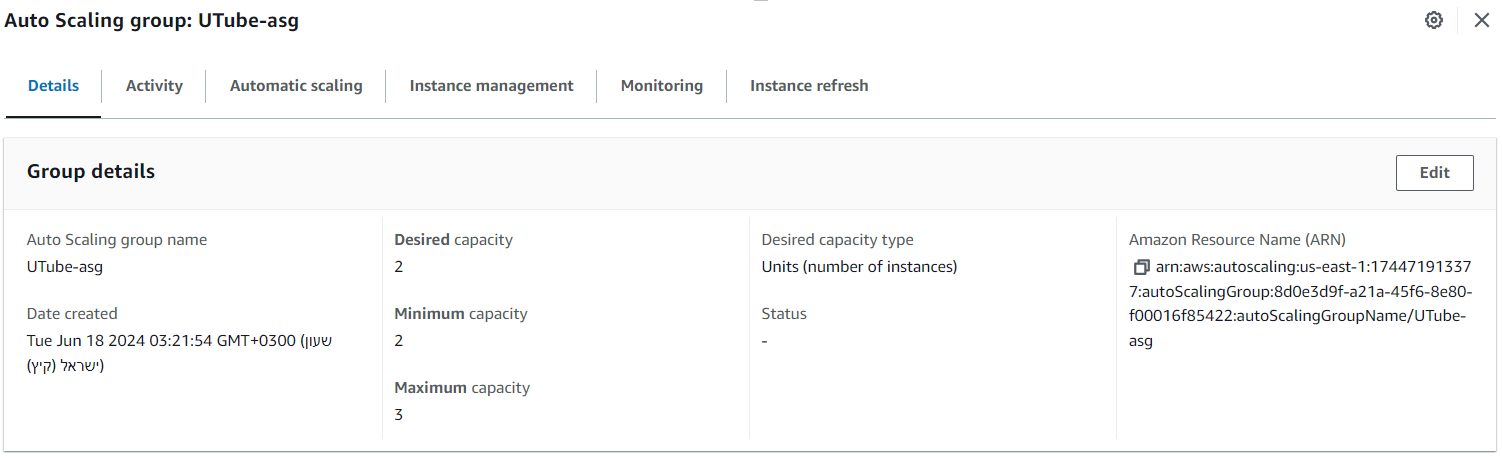 Auto Scaling group: UTube-asg
Details
Activity
Automatic scaling
Instance management
Monitoring
Instance refresh
Group details
Edit
Auto Scaling group name
UTube-asg
Date created
Tue Jun 18 2024 03:21:54 GMT+0300 (שעון
ישראל (קיץ))
Desired capacity
2
Minimum capacity
2
Maximum capacity
3
Desired capacity type
Units (number of instances)
Status
-
Amazon Resource Name (ARN)
arn:aws:autoscaling:us-east-1:17447191337
7:autoScalingGroup:8d0e3d9f-a21a-45f6-8e80-
f00016f85422:autoScalingGroupName/UTube-
asg